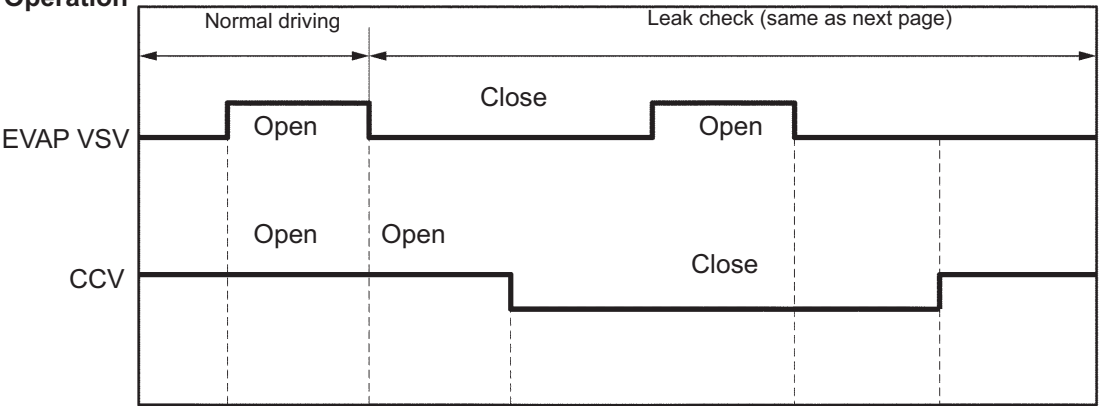 Operation
Normal driving
Leak check (same as next page)
Close
EVAP VSV
Open
Open
Open
Open
CCV
Close